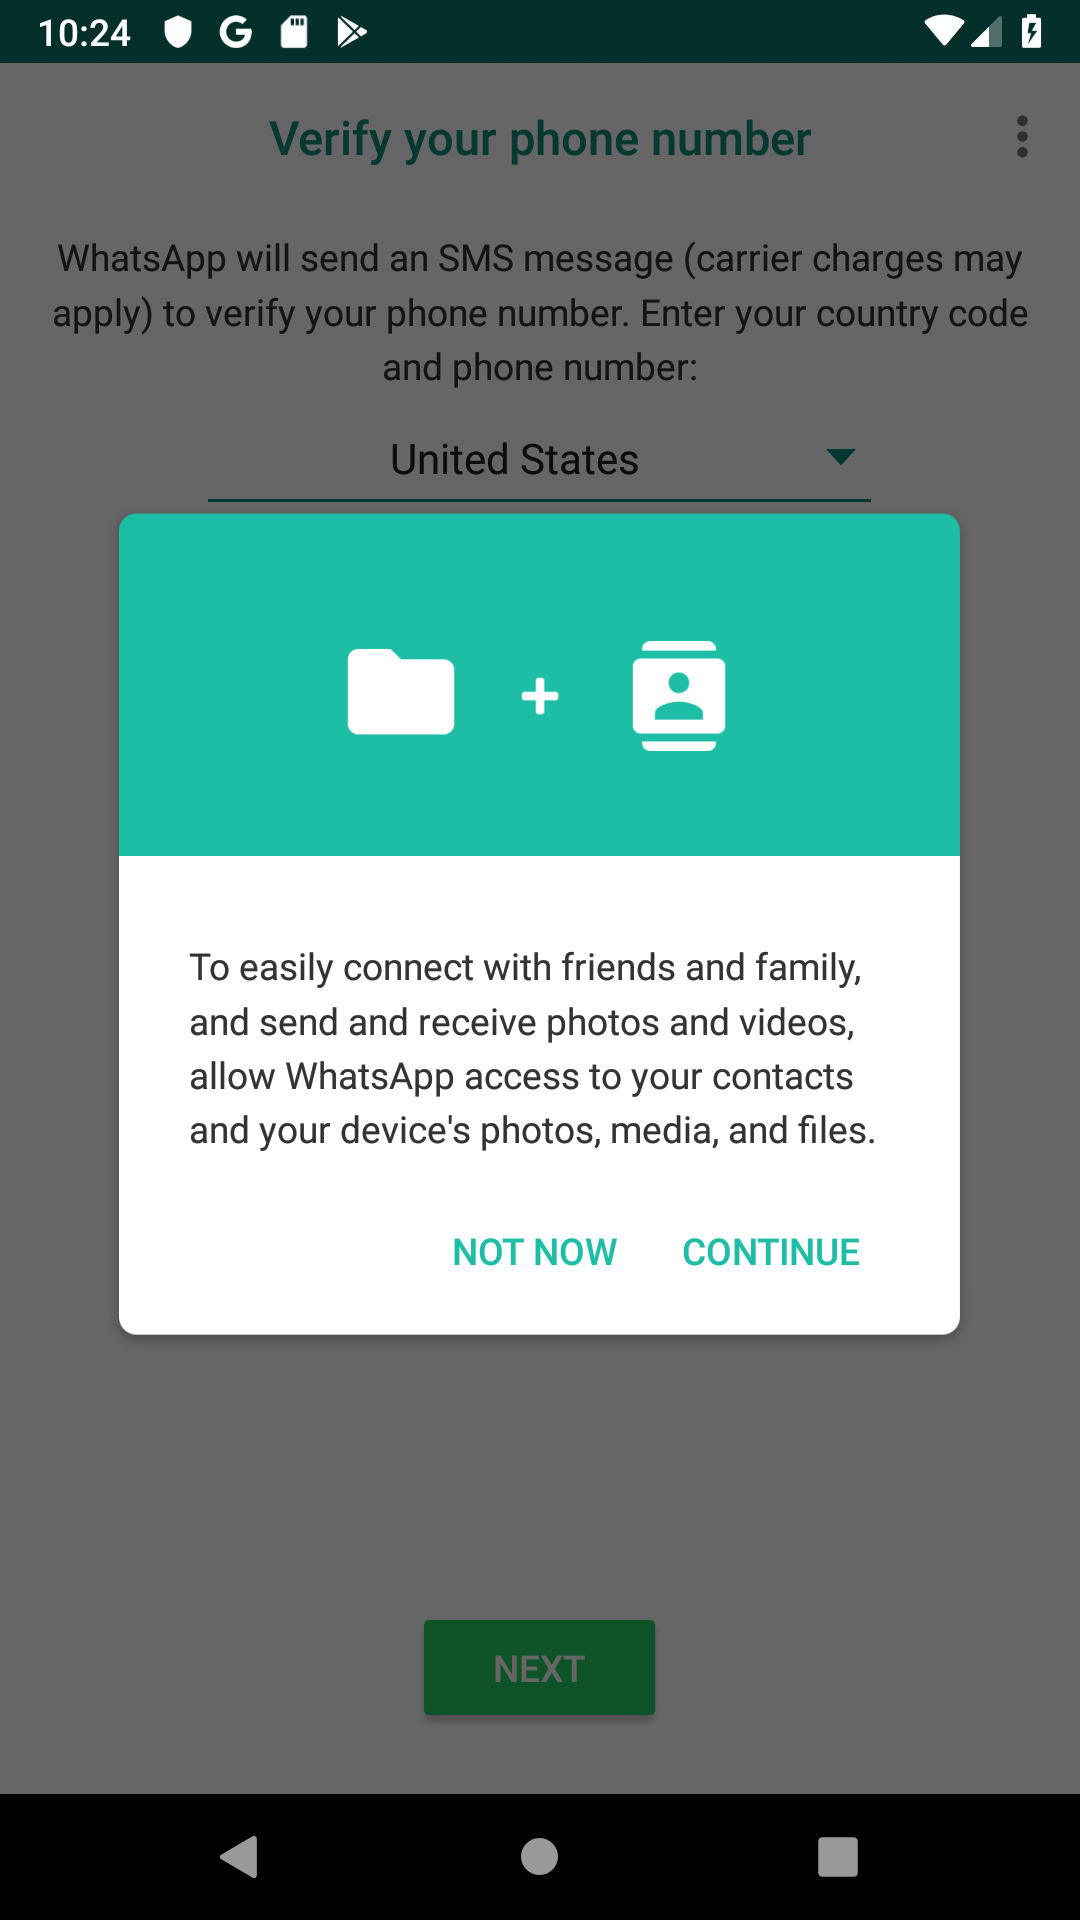 10:24
Verify your phone number
WhatsApp will send an SMS message (carrier charges may
apply) to verify your phone number. Enter your country code
and phone number:
United States
To easily connect with friends and family,
and send and receive photos and videos,
allow WhatsApp access to your contacts
and your device's photos, media, and files.
NOT NOW CONTINUE
NEXT